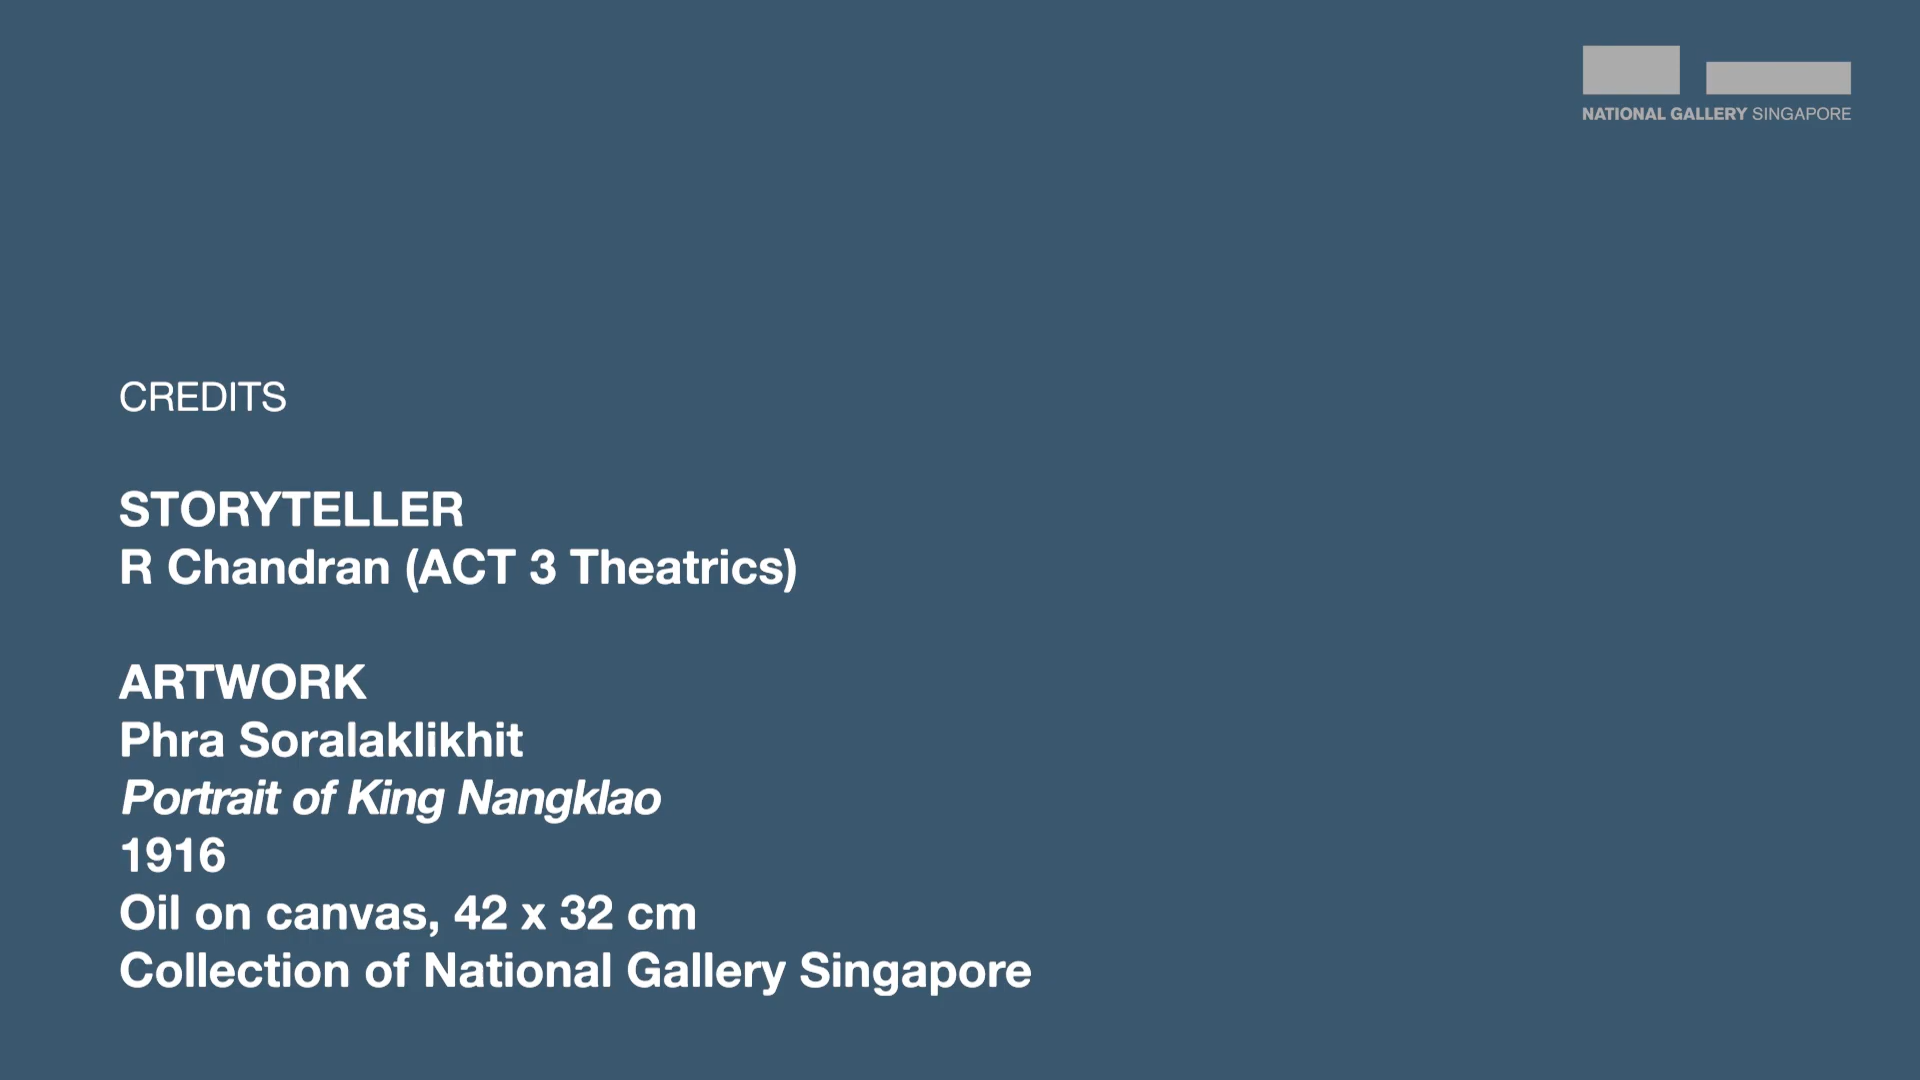 NATIONAL GALLERY SINGAPORE
CREDITS
STORYTELLER
R Chandran (ACT 3 Theatrics)
ARTWORK
Phra Soralaklikhit
Portrait of King Nangklao
1916
Oil on canvas, 42 x 32 cm
Collection of National Gallery Singapore